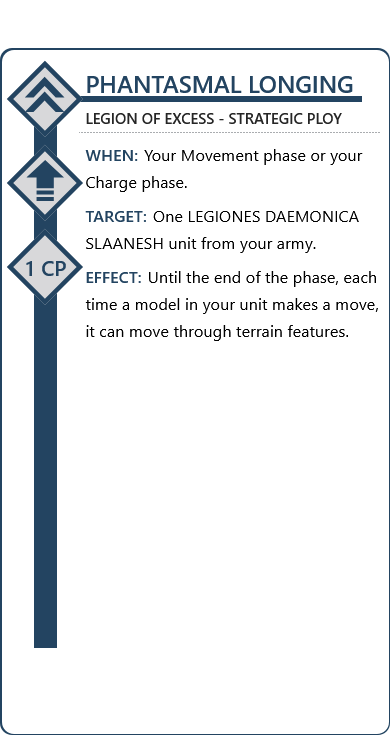 PHANTASMAL LONGING
LEGION OF EXCESS - STRATEGIC PLOY
WHEN: Your Movement phase or your
Charge phase.
TARGET: One LEGIONES DAEMONICA
SLAANESH unit from your army.
1 CP
EFFECT: Until the end of the phase, each
time a model in your unit makes a move,
it can move through terrain features.